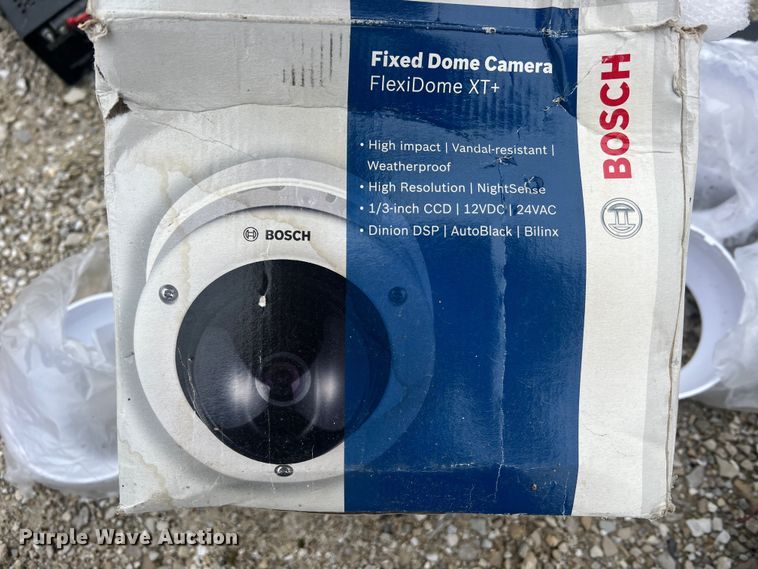 Fixed Dome Camera
FlexiDome XT+
• High impact | Vandal-resistant |
Weatherproof
• High Resolution | NightSense
• 1/3-inch CCD | 12VDC | 24VAC
• Dinion DSP | AutoBlack | Bilinx
BOSCH
BOSCH
Purple Wave Auction